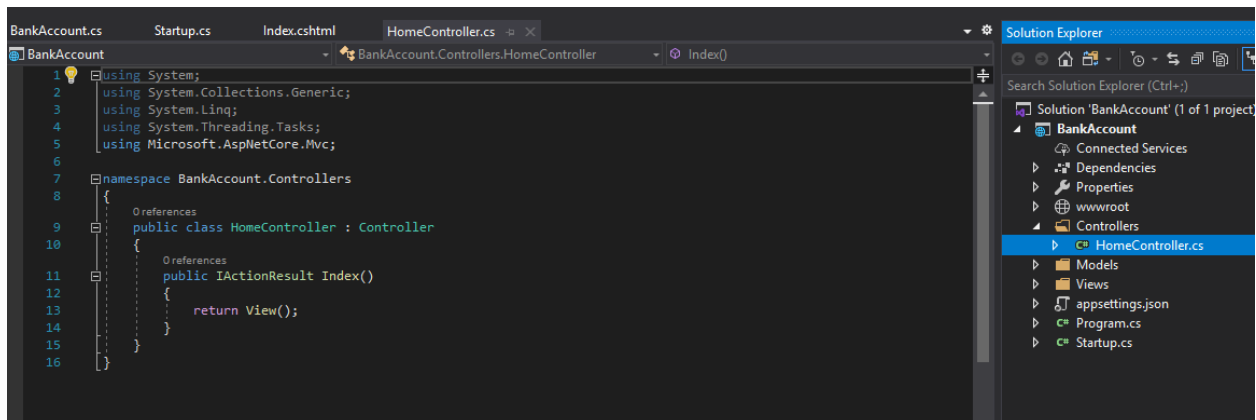 BankAccount.cs Startup.cs Index.cshtml HomeController.cs
BankAccount BankAccount.Controllers.HomeController Index()
1 using System;
2 using System.Collections.Generic;
3 using System.Linq;
4 using System.Threading.Tasks;
5 using Microsoft.AspNetCore.Mvc;
6
7 namespace BankAccount.Controllers
8 {
0 references
9 public class HomeController : Controller
10 {
0 references
11 public IActionResult Index()
12 {
13 return View();
14 }
15 }
16 }
Solution Explorer
Search Solution Explorer (Ctrl+;)
Solution 'BankAccount' (1 of 1 project)
BankAccount
Connected Services
Dependencies
Properties
wwwroot
Controllers
C# HomeController.cs
Models
Views
appsettings.json
C# Program.cs
C# Startup.cs